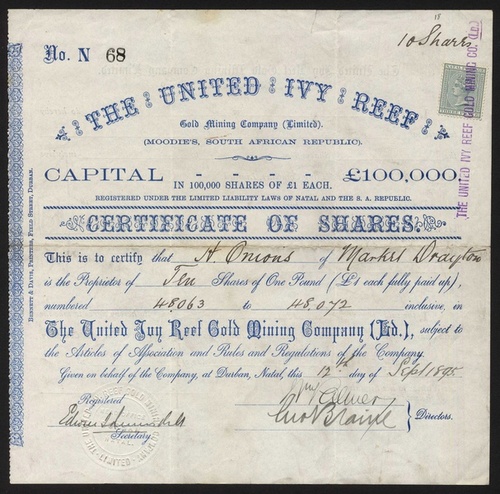 18
10 Shares
No. N 68
THE UNITED IVY REEF
Gold Mining Company (Limited).
(MOODIE'S, SOUTH AFRICAN REPUBLIC).
CAPITAL - - - - £100,000.
IN 100,000 SHARES OF £1 EACH.
REGISTERED UNDER THE LIMITED LIABILITY LAWS OF NATAL AND THE S. A. REPUBLIC.
CERTIFICATE OF SHARES.
This is to certify that A. Onions of Market Drayton
is the Proprietor of Ten Shares of One Pound (£1 each fully paid up),
numbered 48,063 to 48,072 inclusive, in
The United Ivy Reef Gold Mining Company (Ld.), subject to
the Articles of Association and Rules and Regulations of the Company.
Given on behalf of the Company, at Durban, Natal, this 12th day of Sept 1895
Registered
Secretary.
Directors.
THE UNITED IVY REEF GOLD MINING CO. (Ld.)
BENNETT & DAVIS, PRINTERS, FIELD STREET, DURBAN.